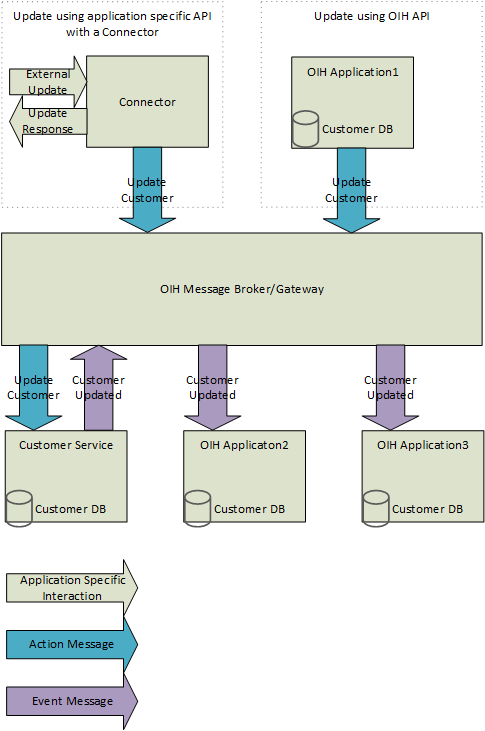 Update using application specific API
with a Connector
Update using OIH API
External
Update
Update
Response
Connector
OIH Application1
Customer DB
Update
Customer
Update
Customer
OIH Message Broker/Gateway
Update
Customer
Customer
Updated
Customer
Updated
Customer
Updated
Customer Service
Customer DB
OIH Applicaton2
Customer DB
OIH Application3
Customer DB
Application Specific
Interaction
Action Message
Event Message